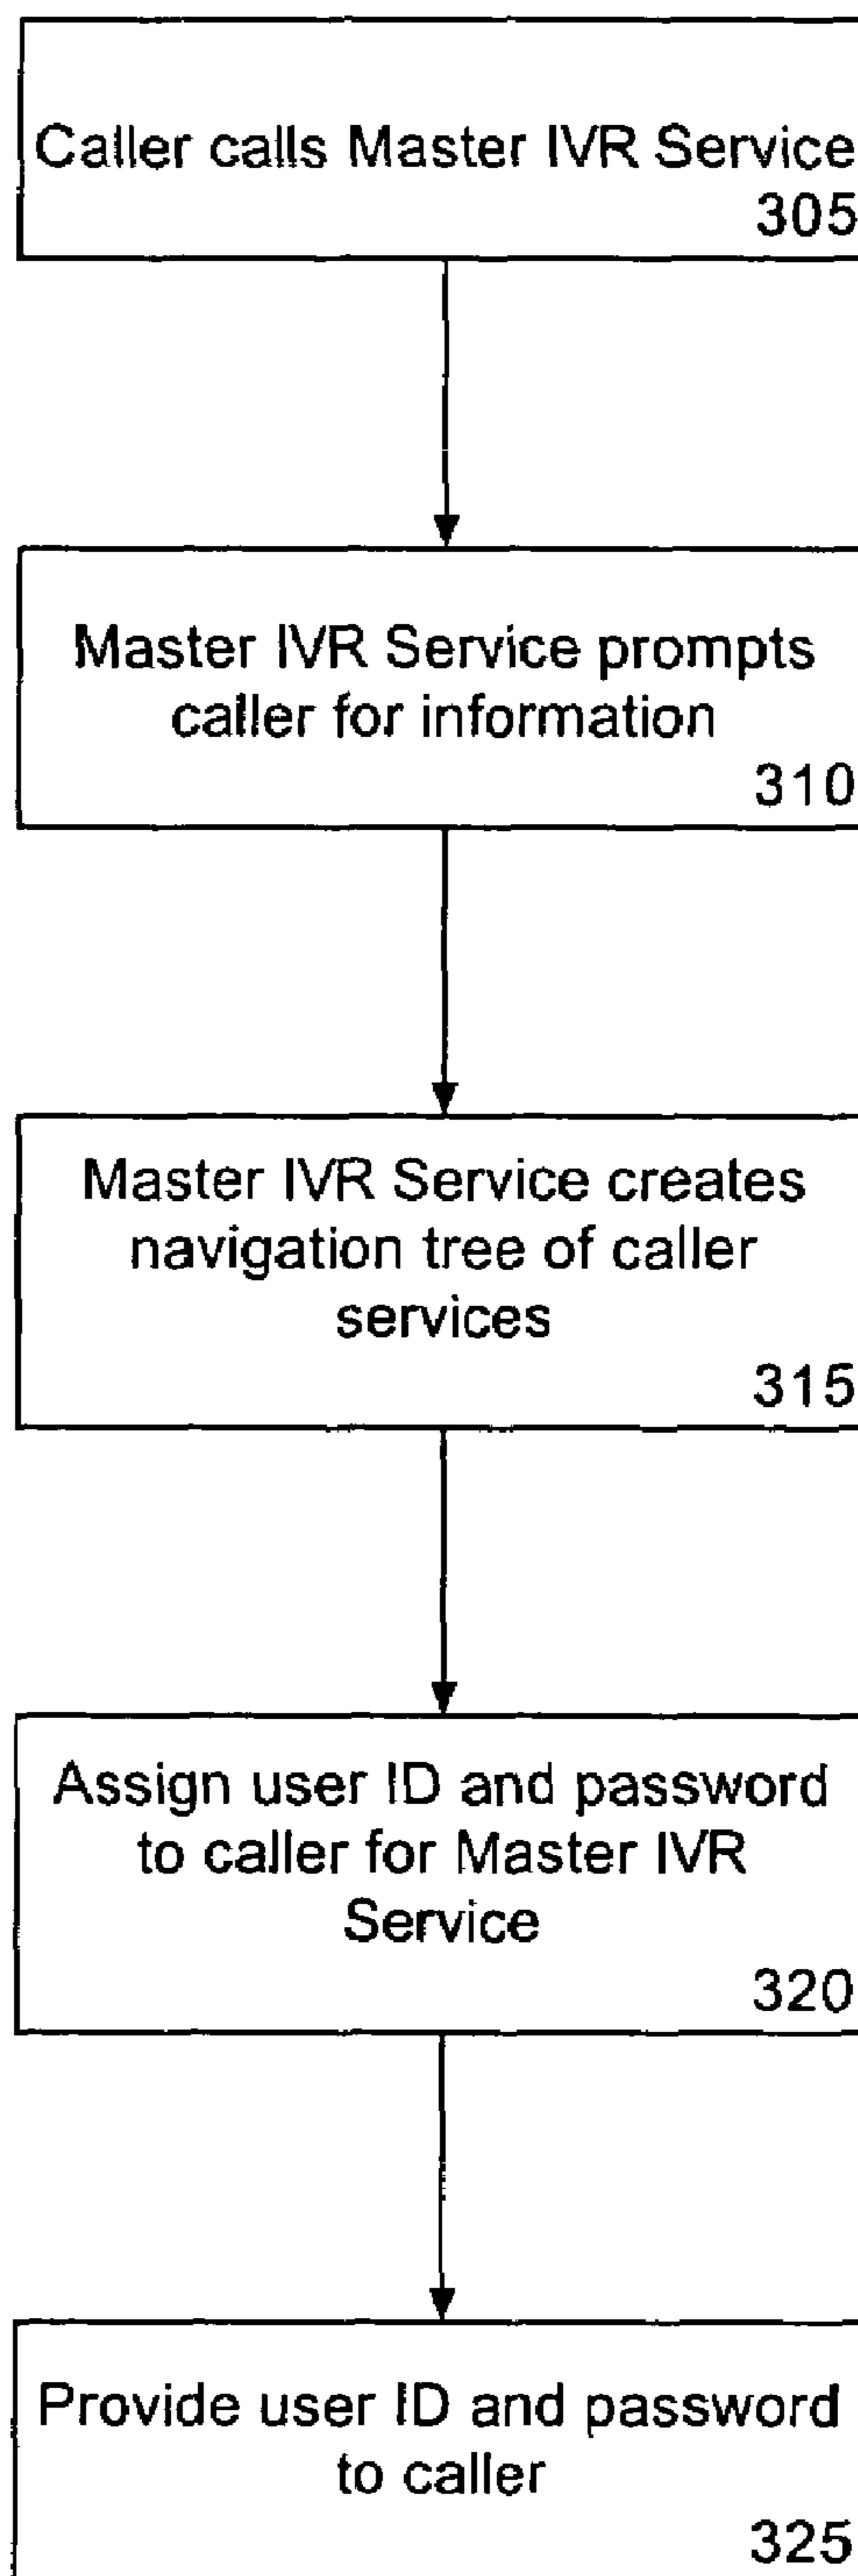 Caller calls Master IVR Service
305
Master IVR Service prompts
caller for information
310
Master IVR Service creates
navigation tree of caller
services
315
Assign user ID and password
to caller for Master IVR
Service
320
Provide user ID and password
to caller
325